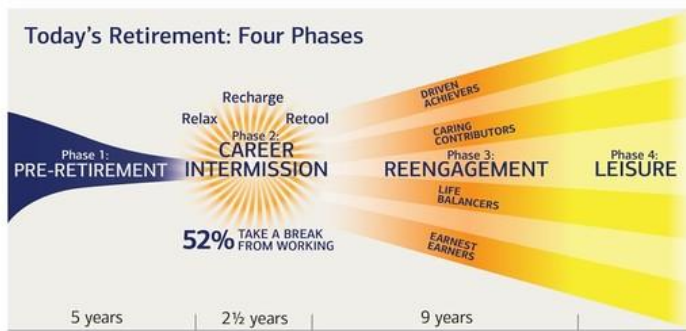 Today's Retirement: Four Phases
Phase 1:
PRE-RETIREMENT
Recharge
Relax
Retool
Phase 2:
CAREER
INTERMISSION
52% TAKE A BREAK
FROM WORKING
DRIVEN
ACHIEVERS
CARING
CONTRIBUTORS
Phase 3:
REENGAGEMENT
LIFE
BALANCERS
EARNEST
EARNERS
Phase 4:
LEISURE
5 years
2½ years
9 years